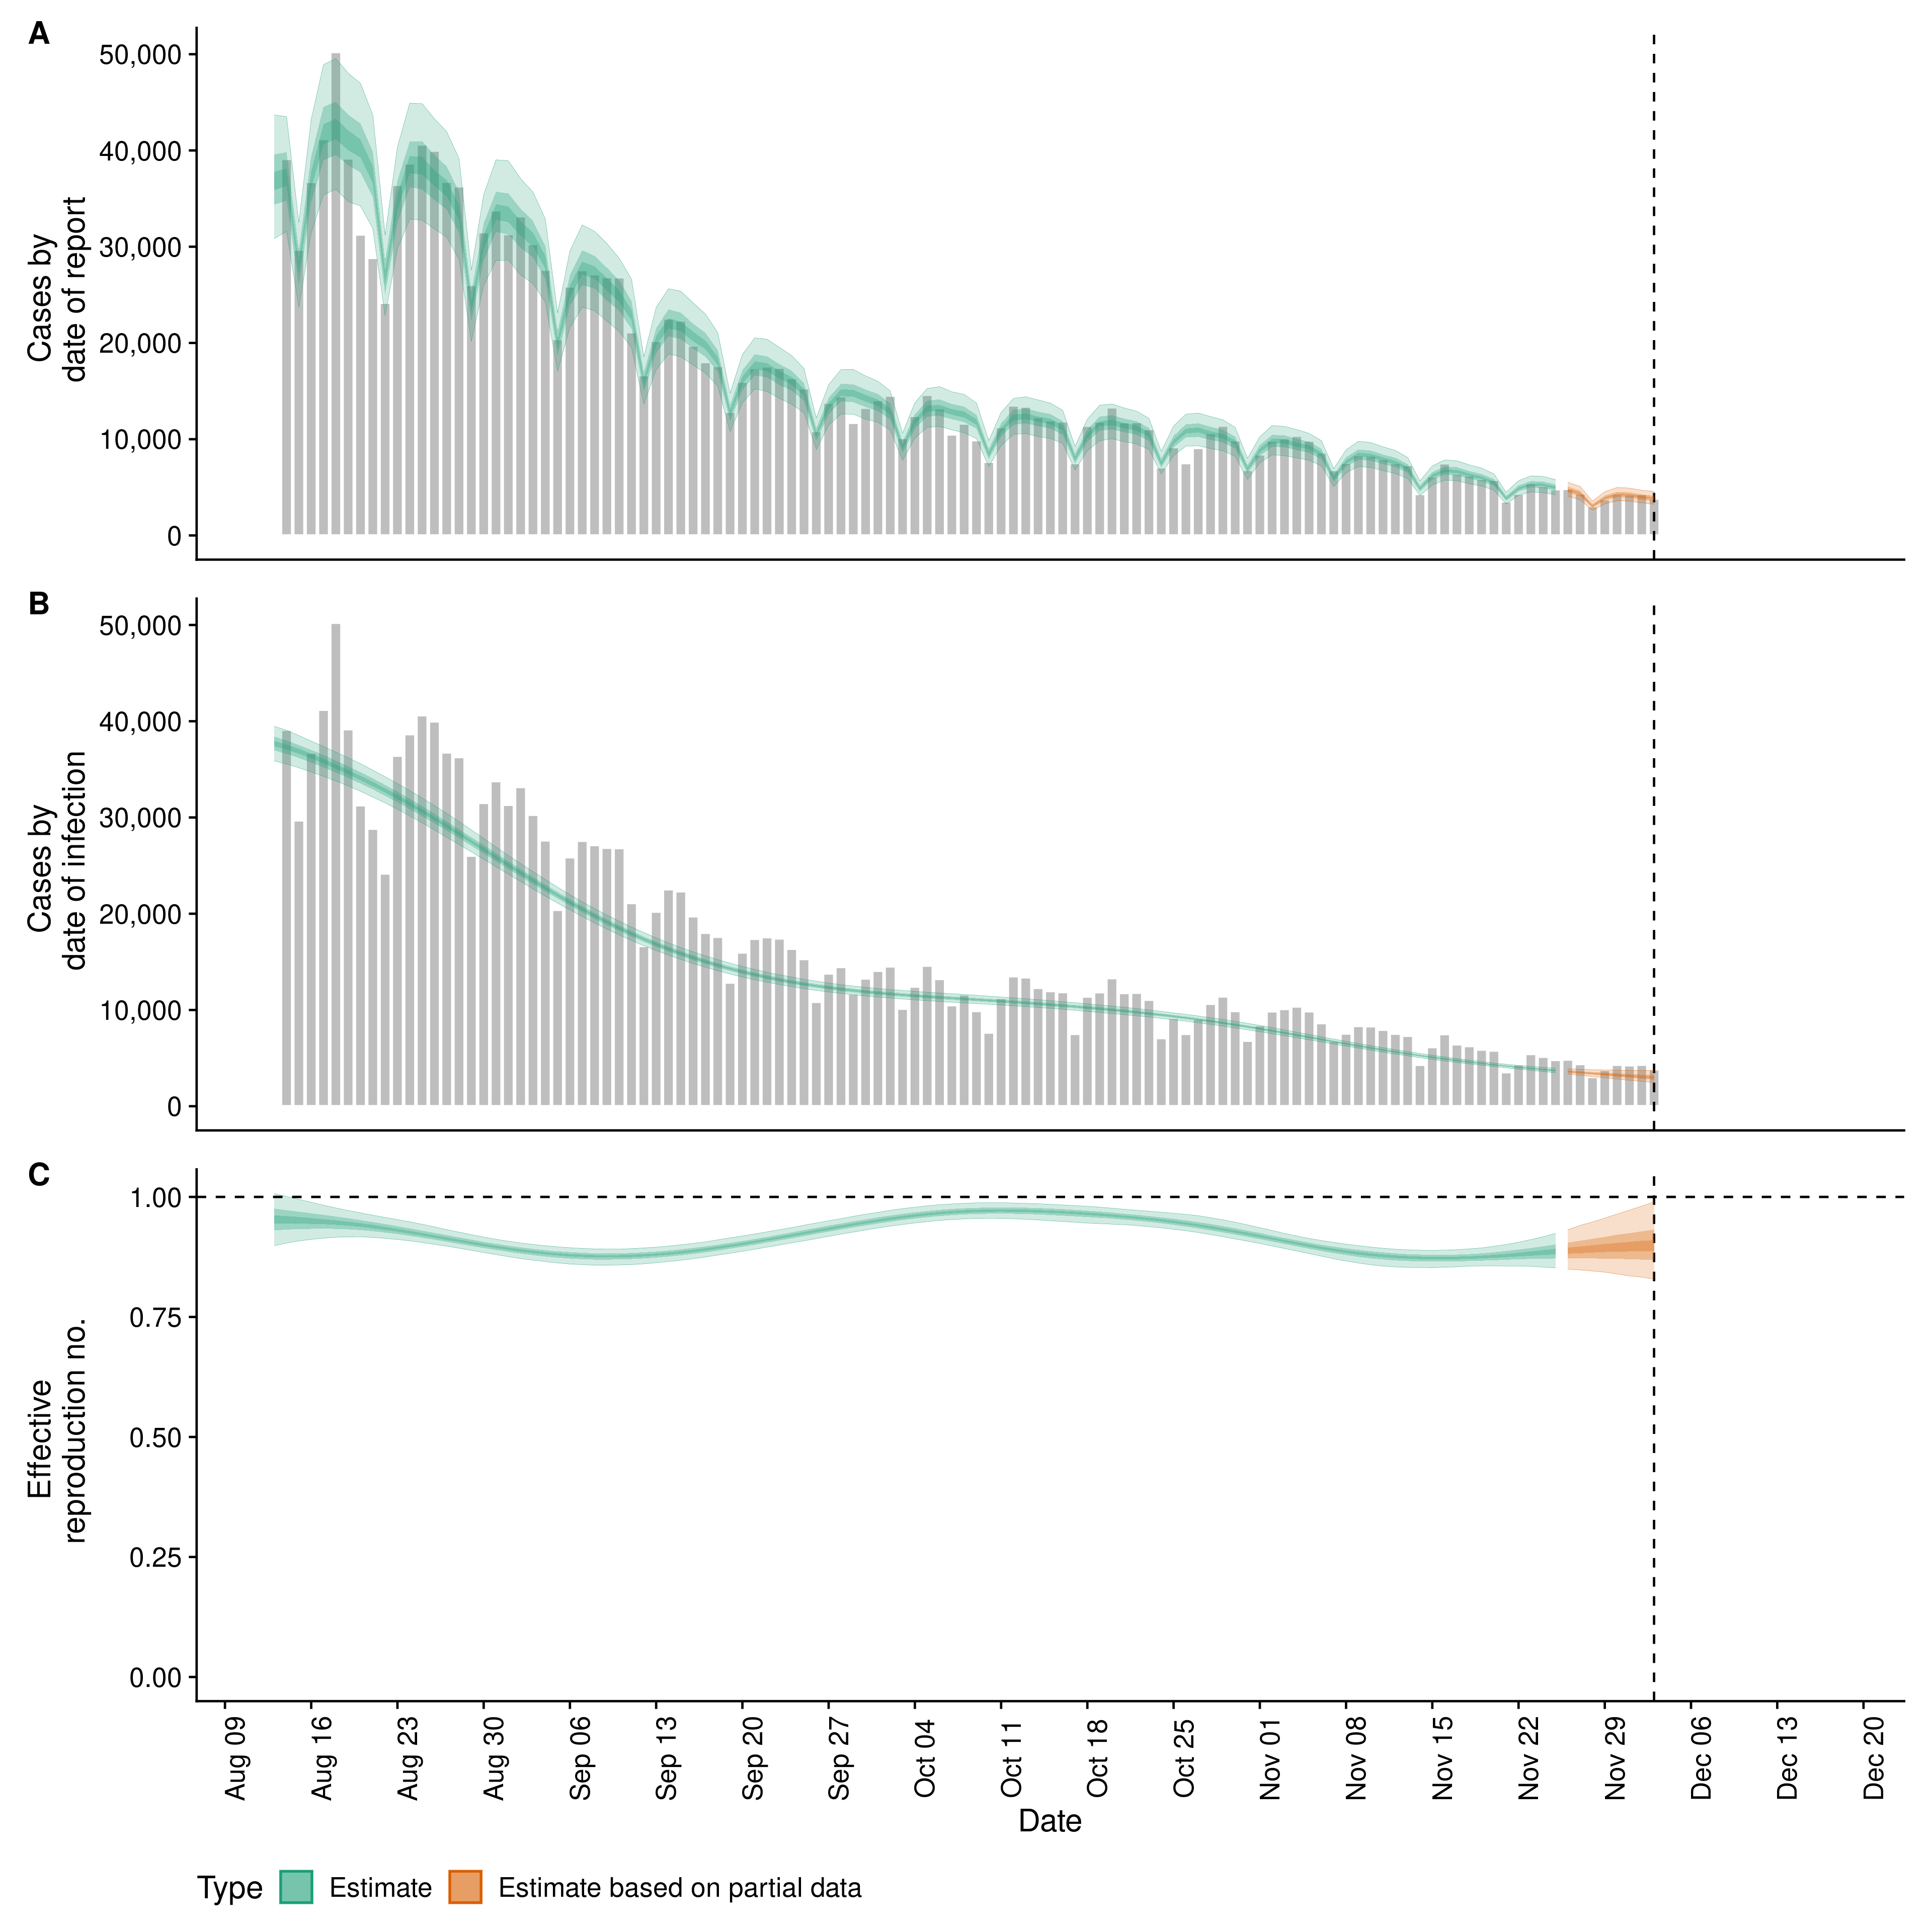 A
50,000
40,000
30,000
20,000
10,000
0
Cases by
date of report
B
50,000
40,000
30,000
20,000
10,000
0
Cases by
date of infection
C
1.00
0.75
0.50
0.25
0.00
Effective
reproduction no.
Aug 09
Aug 16
Aug 23
Aug 30
Sep 06
Sep 13
Sep 20
Sep 27
Oct 04
Oct 11
Oct 18
Oct 25
Nov 01
Nov 08
Nov 15
Nov 22
Nov 29
Dec 06
Dec 13
Dec 20
Date
Type Estimate Estimate based on partial data